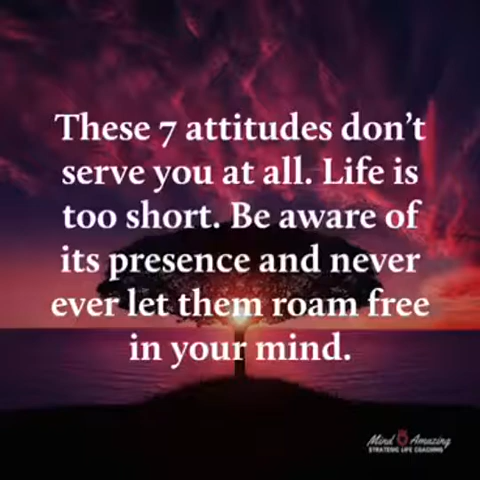 These 7 attitudes don't
serve you at all. Life is
too short. Be aware of
its presence and never
ever let them roam free
in your mind.
Mind Amazing
STRATEGIC LIFE COACHING